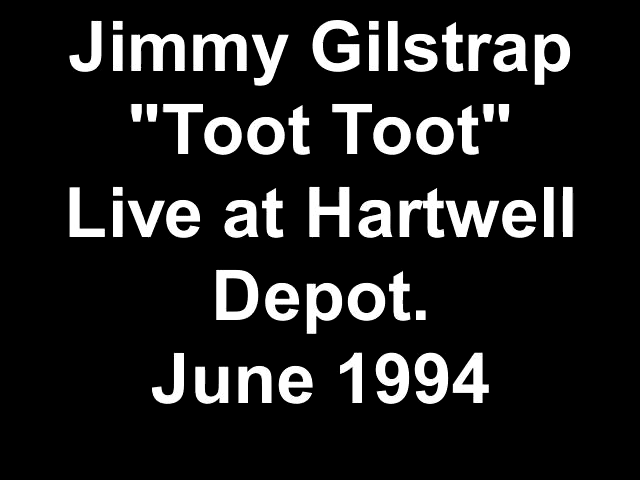 Jimmy Gilstrap
"Toot Toot"
Live at Hartwell
Depot.
June 1994